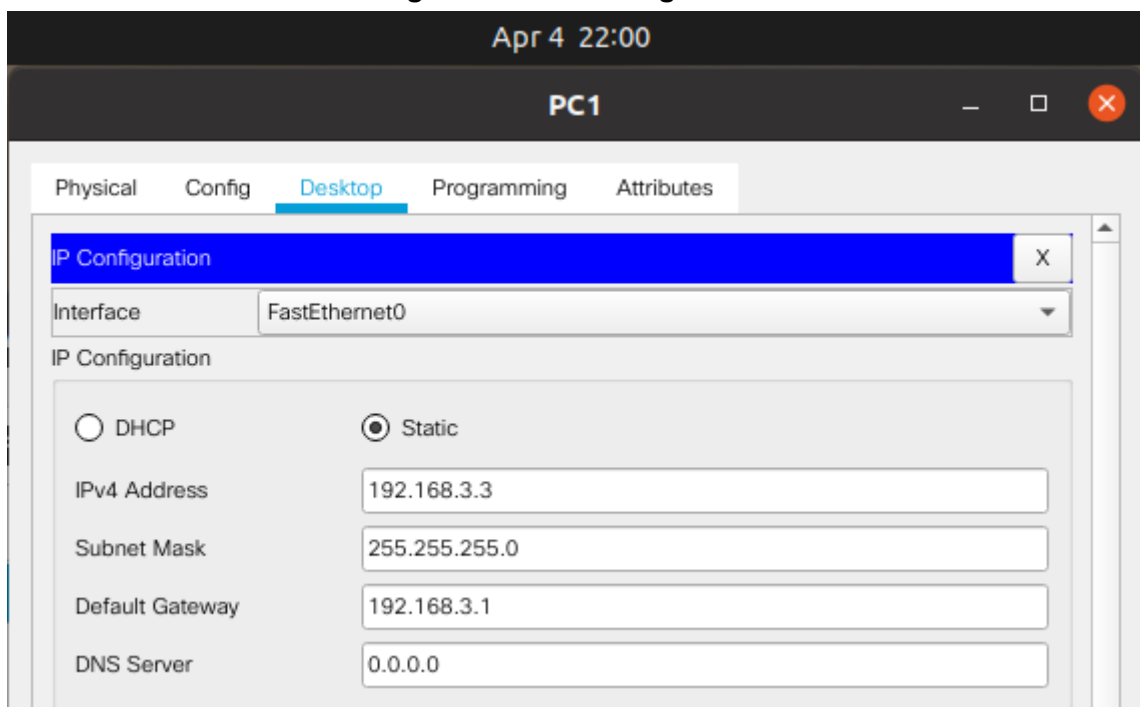 Apr 4 22:00
PC1
Physical Config Desktop Programming Attributes
IP Configuration X
Interface FastEthernet0
IP Configuration
DHCP Static
IPv4 Address 192.168.3.3
Subnet Mask 255.255.255.0
Default Gateway 192.168.3.1
DNS Server 0.0.0.0